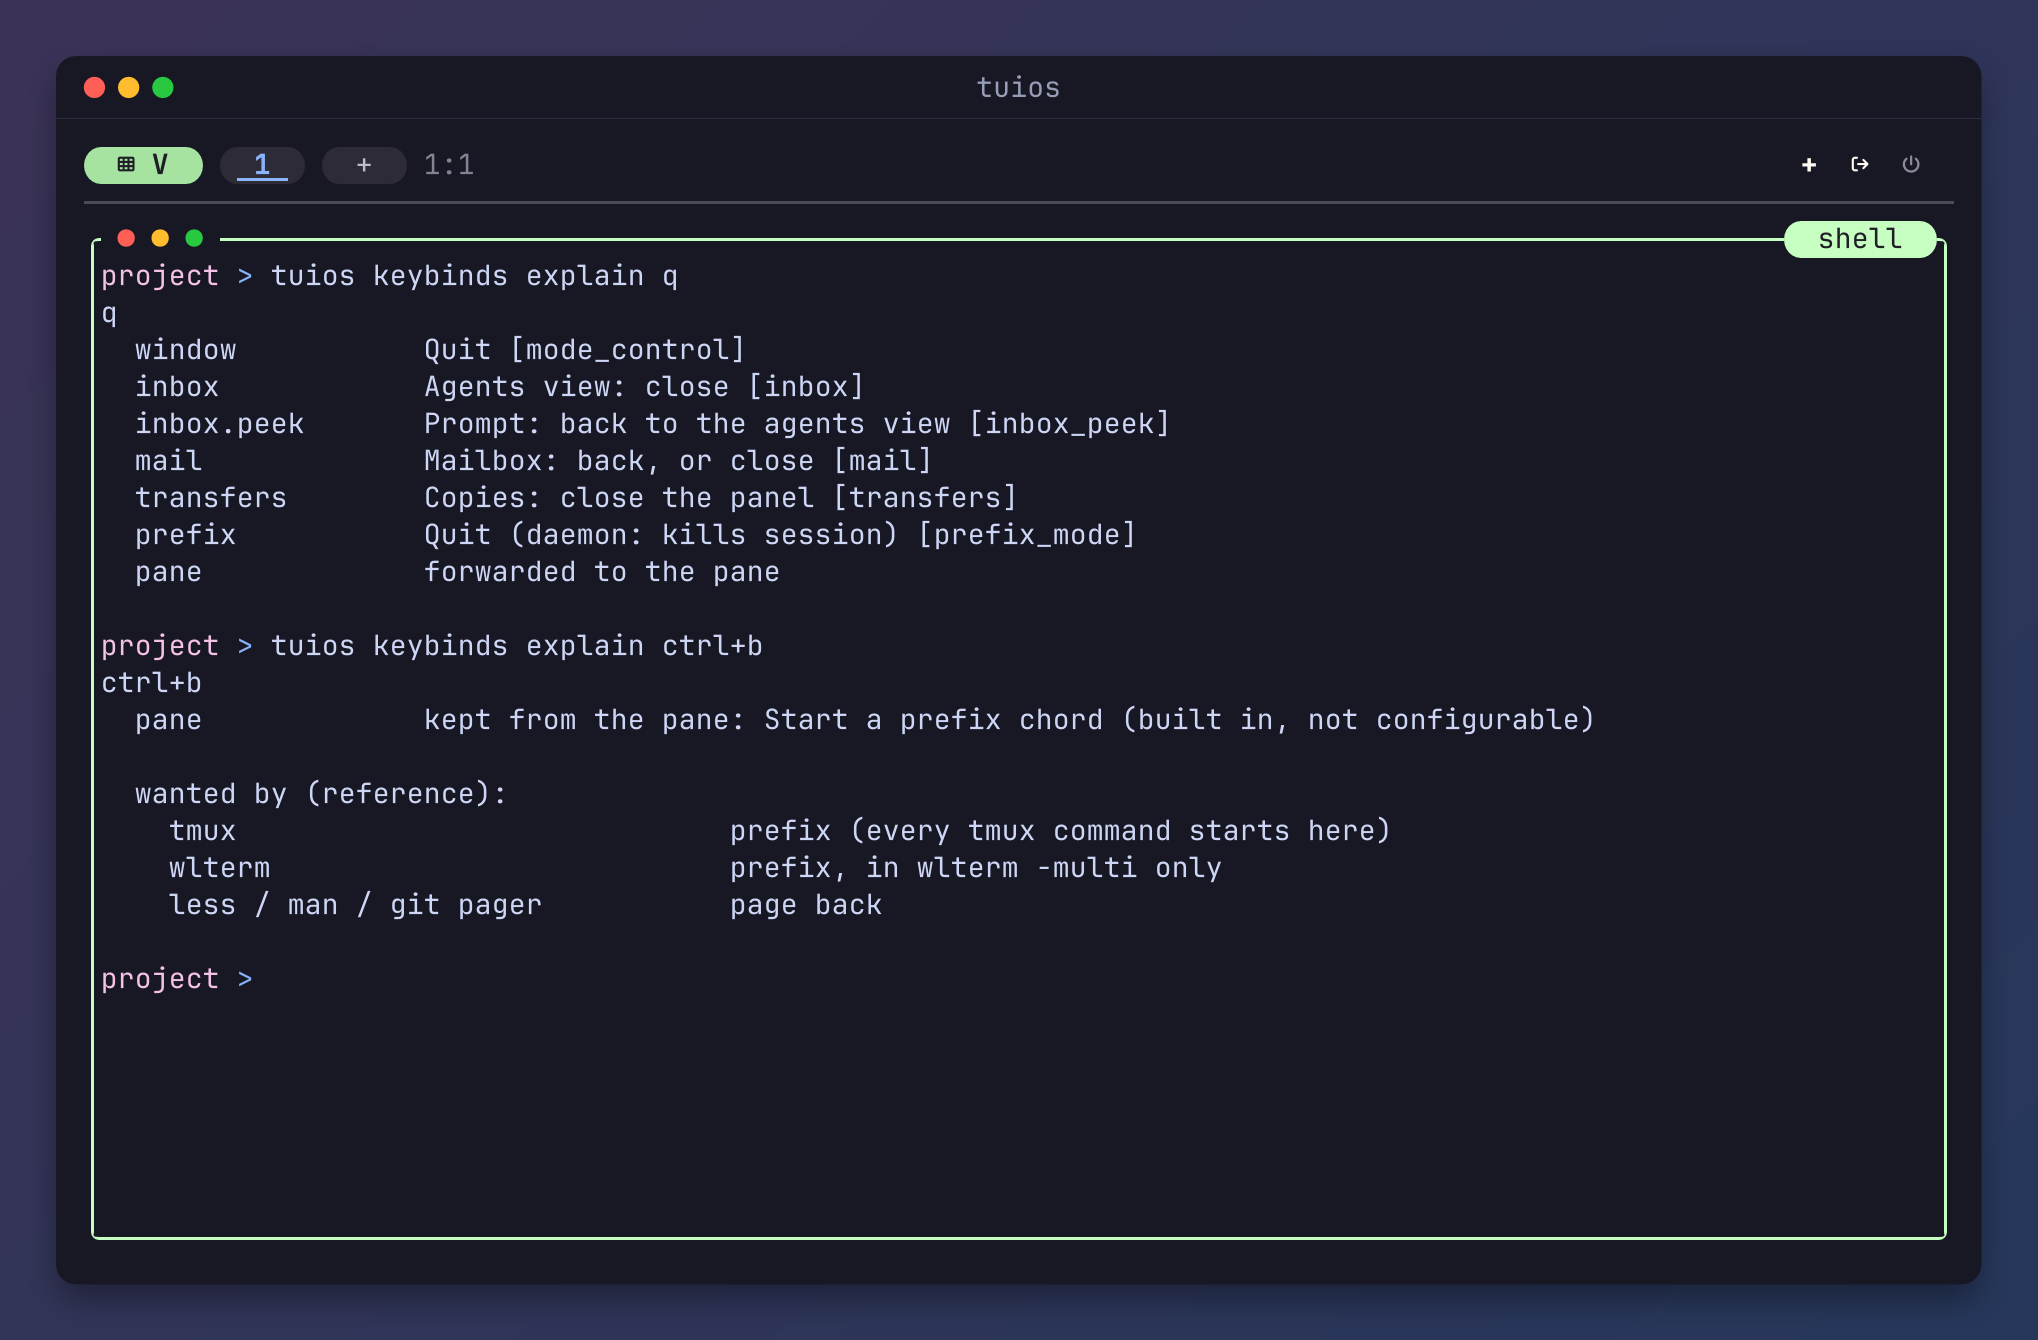 tuios
V 1 + 1:1
shell
project > tuios keybinds explain q
q
  window           Quit [mode_control]
  inbox            Agents view: close [inbox]
  inbox.peek       Prompt: back to the agents view [inbox_peek]
  mail             Mailbox: back, or close [mail]
  transfers        Copies: close the panel [transfers]
  prefix           Quit (daemon: kills session) [prefix_mode]
  pane             forwarded to the pane
project > tuios keybinds explain ctrl+b
ctrl+b
  pane             kept from the pane: Start a prefix chord (built in, not configurable)
  wanted by (reference):
    tmux                             prefix (every tmux command starts here)
    wlterm                           prefix, in wlterm -multi only
    less / man / git pager           page back
project >